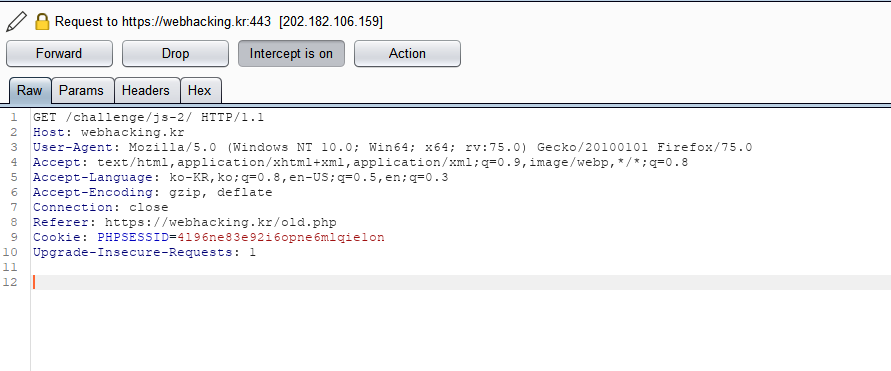 Request to https://webhacking.kr:443 [202.182.106.159]
Forward Drop Intercept is on Action
Raw Params Headers Hex
1 GET /challenge/js-2/ HTTP/1.1
2 Host: webhacking.kr
3 User-Agent: Mozilla/5.0 (Windows NT 10.0; Win64; x64; rv:75.0) Gecko/20100101 Firefox/75.0
4 Accept: text/html,application/xhtml+xml,application/xml;q=0.9,image/webp,*/*;q=0.8
5 Accept-Language: ko-KR,ko;q=0.8,en-US;q=0.5,en;q=0.3
6 Accept-Encoding: gzip, deflate
7 Connection: close
8 Referer: https://webhacking.kr/old.php
9 Cookie: PHPSESSID=4l96ne83e92i6opne6mlqie1on
10 Upgrade-Insecure-Requests: 1
11
12